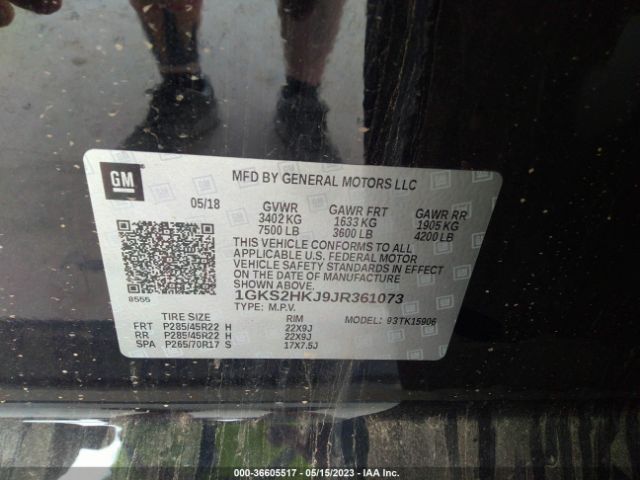 GM
MFD BY GENERAL MOTORS LLC
05/18 GVWR GAWR FRT GAWR RR
3402 KG 1633 KG 1905 KG
7500 LB 3600 LB 4200 LB
THIS VEHICLE CONFORMS TO ALL
APPLICABLE U.S. FEDERAL MOTOR
VEHICLE SAFETY STANDARDS IN EFFECT
ON THE DATE OF MANUFACTURE
SHOWN ABOVE.
8555 1GKS2HKJ9JR361073
TYPE: M.P.V. MODEL: 93TK15906
TIRE SIZE RIM
FRT P285/45R22 H 22X9J
RR P285/45R22 H 22X9J
SPA P265/70R17 S 17X7.5J
000-36605517 - 05/15/2023 - IAA Inc.